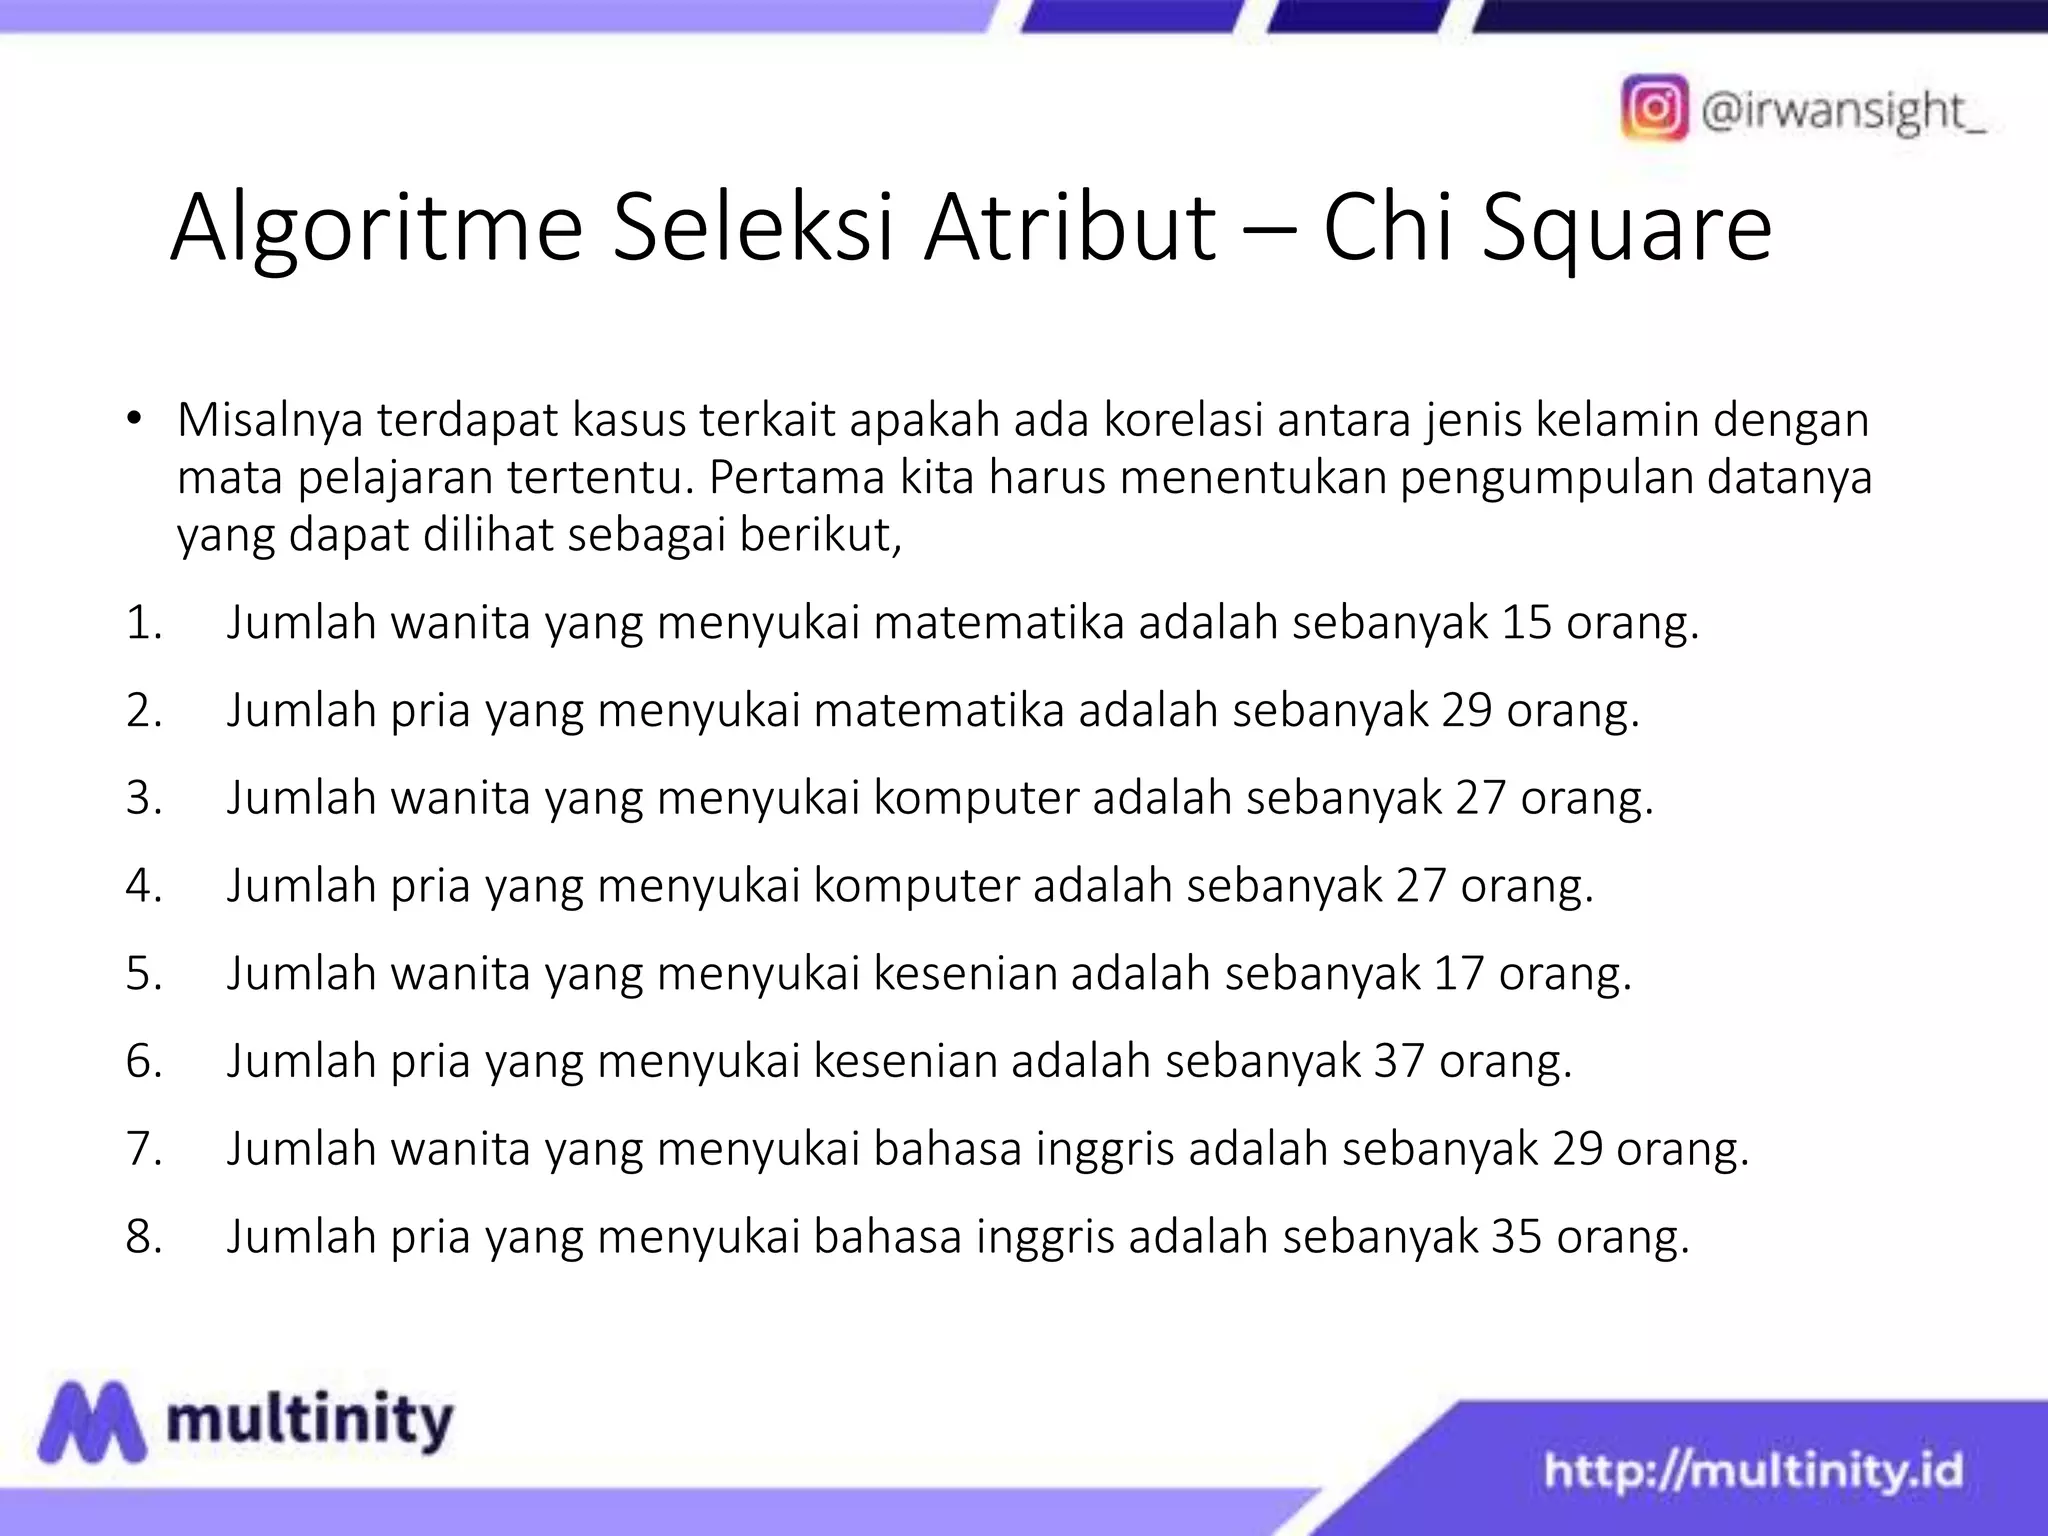 @irwansight_
Algoritme Seleksi Atribut – Chi Square
• Misalnya terdapat kasus terkait apakah ada korelasi antara jenis kelamin dengan
mata pelajaran tertentu. Pertama kita harus menentukan pengumpulan datanya
yang dapat dilihat sebagai berikut,
1. Jumlah wanita yang menyukai matematika adalah sebanyak 15 orang.
2. Jumlah pria yang menyukai matematika adalah sebanyak 29 orang.
3. Jumlah wanita yang menyukai komputer adalah sebanyak 27 orang.
4. Jumlah pria yang menyukai komputer adalah sebanyak 27 orang.
5. Jumlah wanita yang menyukai kesenian adalah sebanyak 17 orang.
6. Jumlah pria yang menyukai kesenian adalah sebanyak 37 orang.
7. Jumlah wanita yang menyukai bahasa inggris adalah sebanyak 29 orang.
8. Jumlah pria yang menyukai bahasa inggris adalah sebanyak 35 orang.
multinity
http://multinity.id